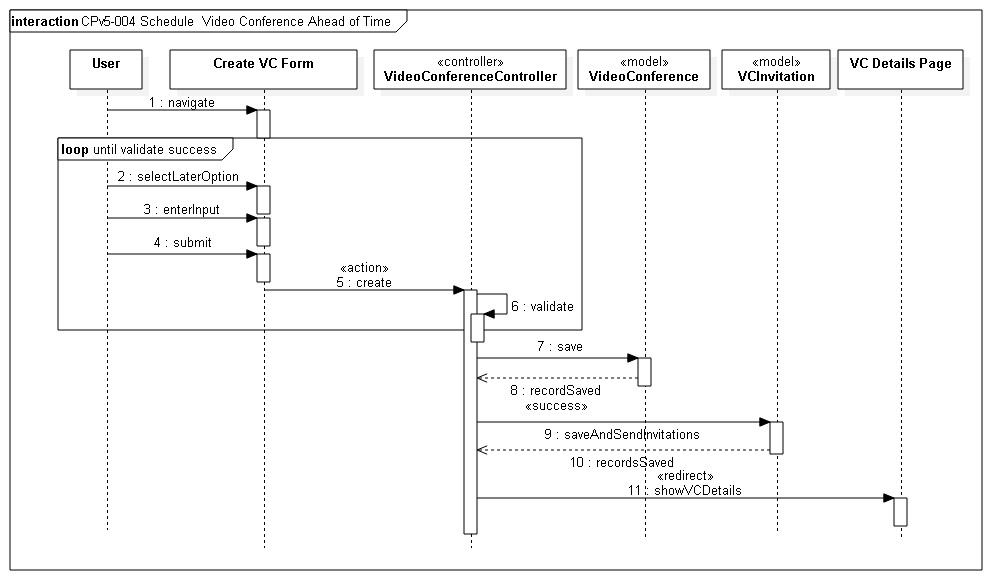 interaction CPv5-004 Schedule Video Conference Ahead of Time
User
Create VC Form
«controller»
VideoConferenceController
«model»
VideoConference
«model»
VCInvitation
VC Details Page
1 : navigate
loop until validate success
2 : selectLaterOption
3 : enterInput
4 : submit
«action»
5 : create
6 : validate
7 : save
8 : recordSaved
«success»
9 : saveAndSendInvitations
10 : recordsSaved
«redirect»
11 : showVCDetails